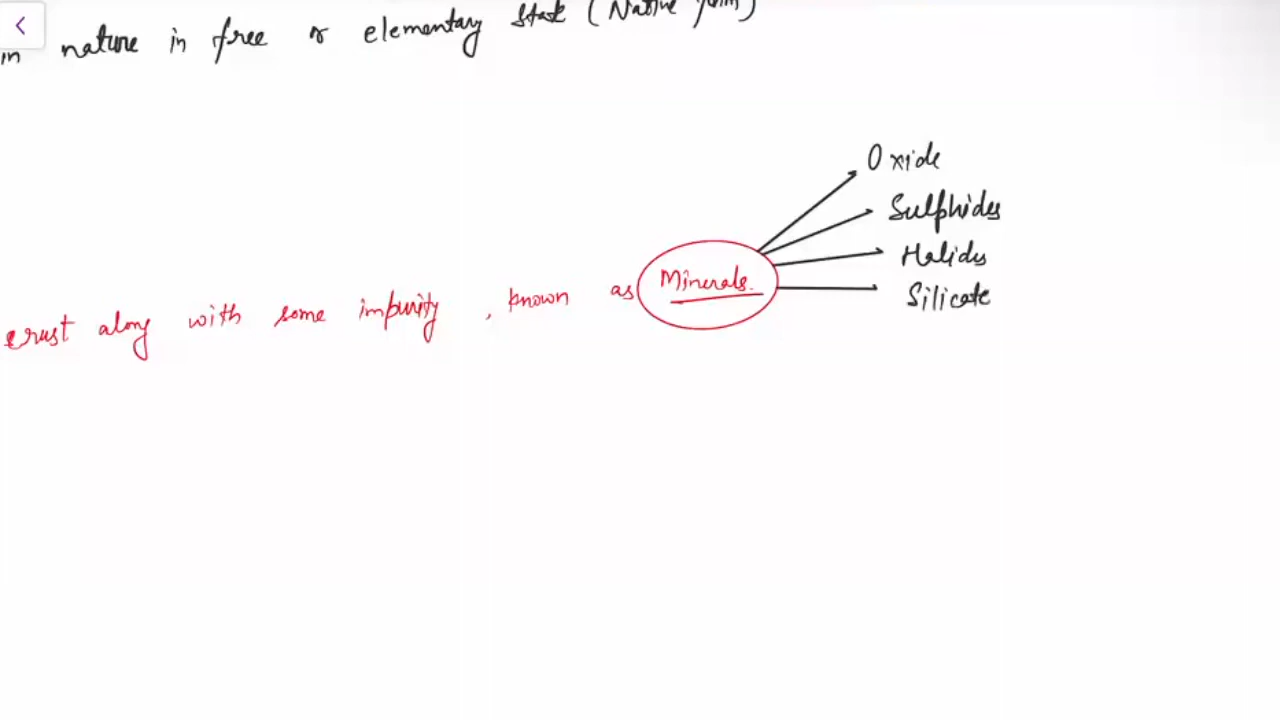 in nature in free or elementary State (Native form)
Oxide
Sulphides
Halides
Silicate
crust along with some impurity, known as Minerals.